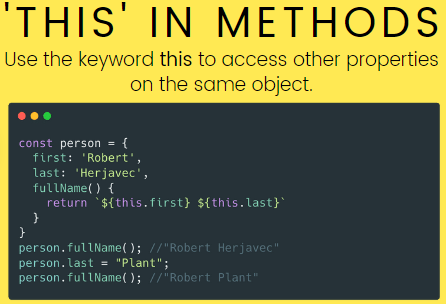 'THIS' IN METHODS
Use the keyword this to access other properties
on the same object.
const person = {
  first: 'Robert',
  last: 'Herjavec',
  fullName() {
    return `${this.first} ${this.last}`
  }
}
person.fullName(); //"Robert Herjavec"
person.last = "Plant";
person.fullName(); //"Robert Plant"